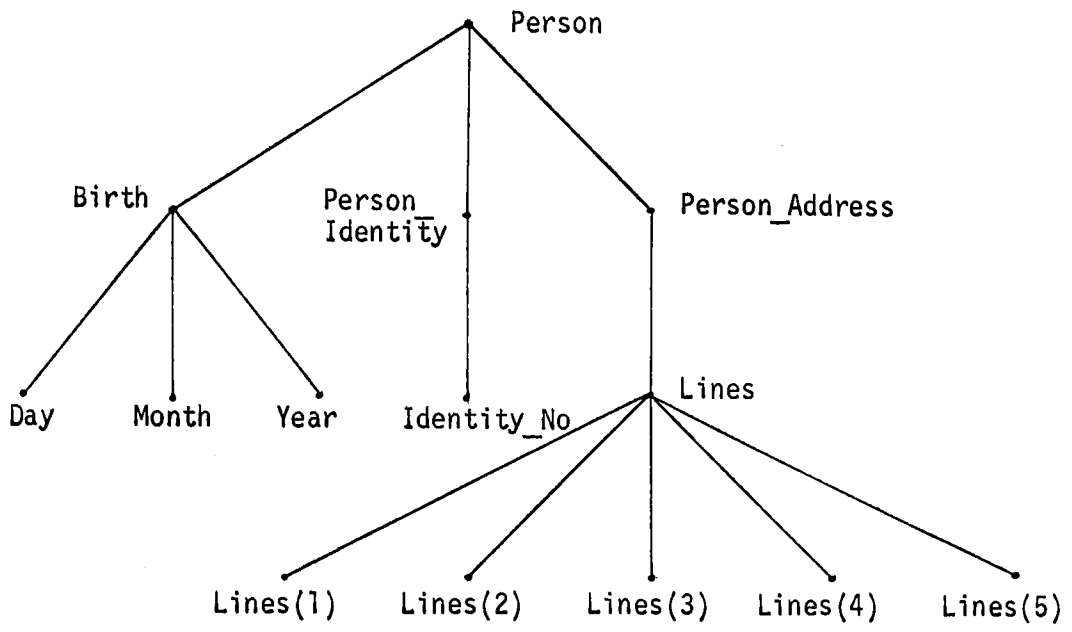 Person
Birth
Person_
Identity
Person_Address
Day
Month
Year
Identity_No
Lines
Lines(1)
Lines(2)
Lines(3)
Lines(4)
Lines(5)